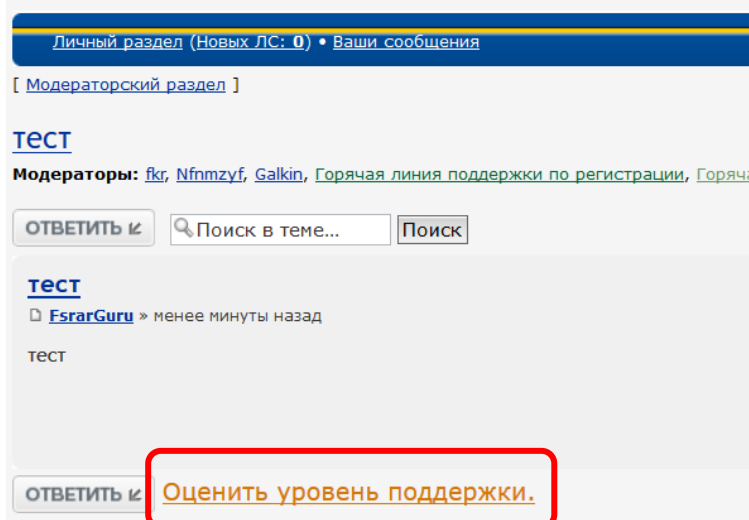 Личный раздел (Новых ЛС: 0) • Ваши сообщения
[ Модераторский раздел ]
тест
Модераторы: fkr, Nfnmzyf, Galkin, Горячая линия поддержки по регистрации,
ОТВЕТИТЬ Поиск в теме... Поиск
тест
FsrarGuru » менее минуты назад
тест
ОТВЕТИТЬ Оценить уровень поддержки.